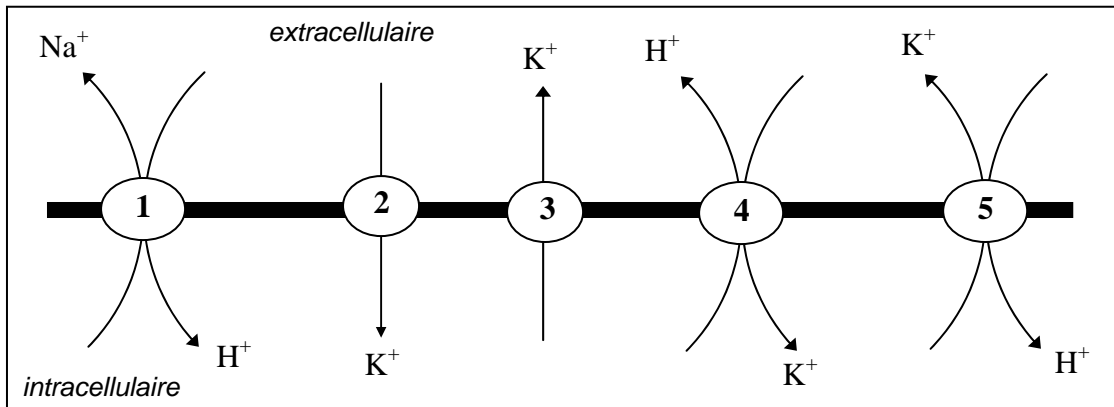 extracellulaire
Na⁺
K⁺
H⁺
K⁺
1
2
3
4
5
H⁺
K⁺
K⁺
H⁺
intracellulaire